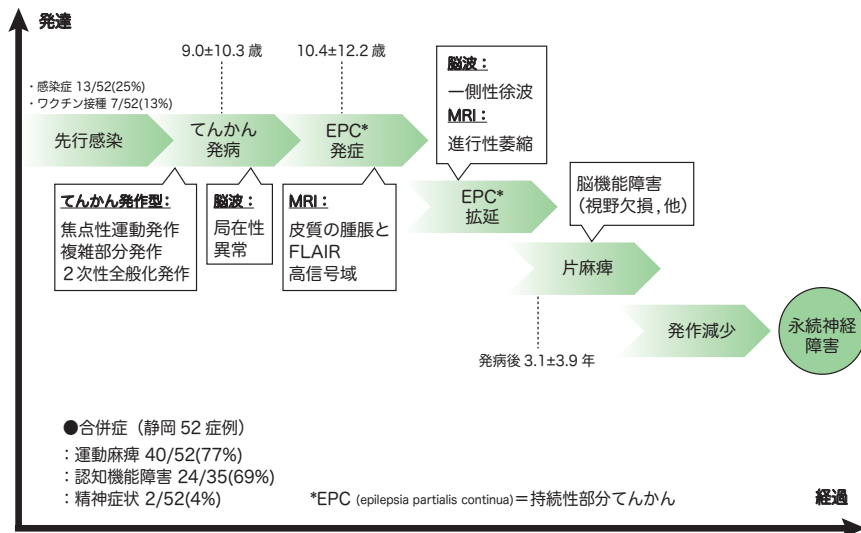 発達
9.0±10.3 歳
10.4±12.2 歳
・感染症 13/52(25%)
・ワクチン接種 7/52(13%)
先行感染
てんかん
発病
EPC*
発症
脳波：
一側性徐波
MRI：
進行性萎縮
てんかん発作型：
焦点性運動発作
複雑部分発作
２次性全般化発作
脳波：
局在性
異常
MRI：
皮質の腫脹と
FLAIR
高信号域
EPC*
拡延
脳機能障害
（視野欠損 , 他）
片麻痺
発病後 3.1±3.9 年
発作減少
永続神経
障害
●合併症（静岡 52 症例）
：運動麻痺 40/52(77%)
：認知機能障害 24/35(69%)
：精神症状 2/52(4%)
*EPC (epilepsia partialis continua)＝持続性部分てんかん
経過